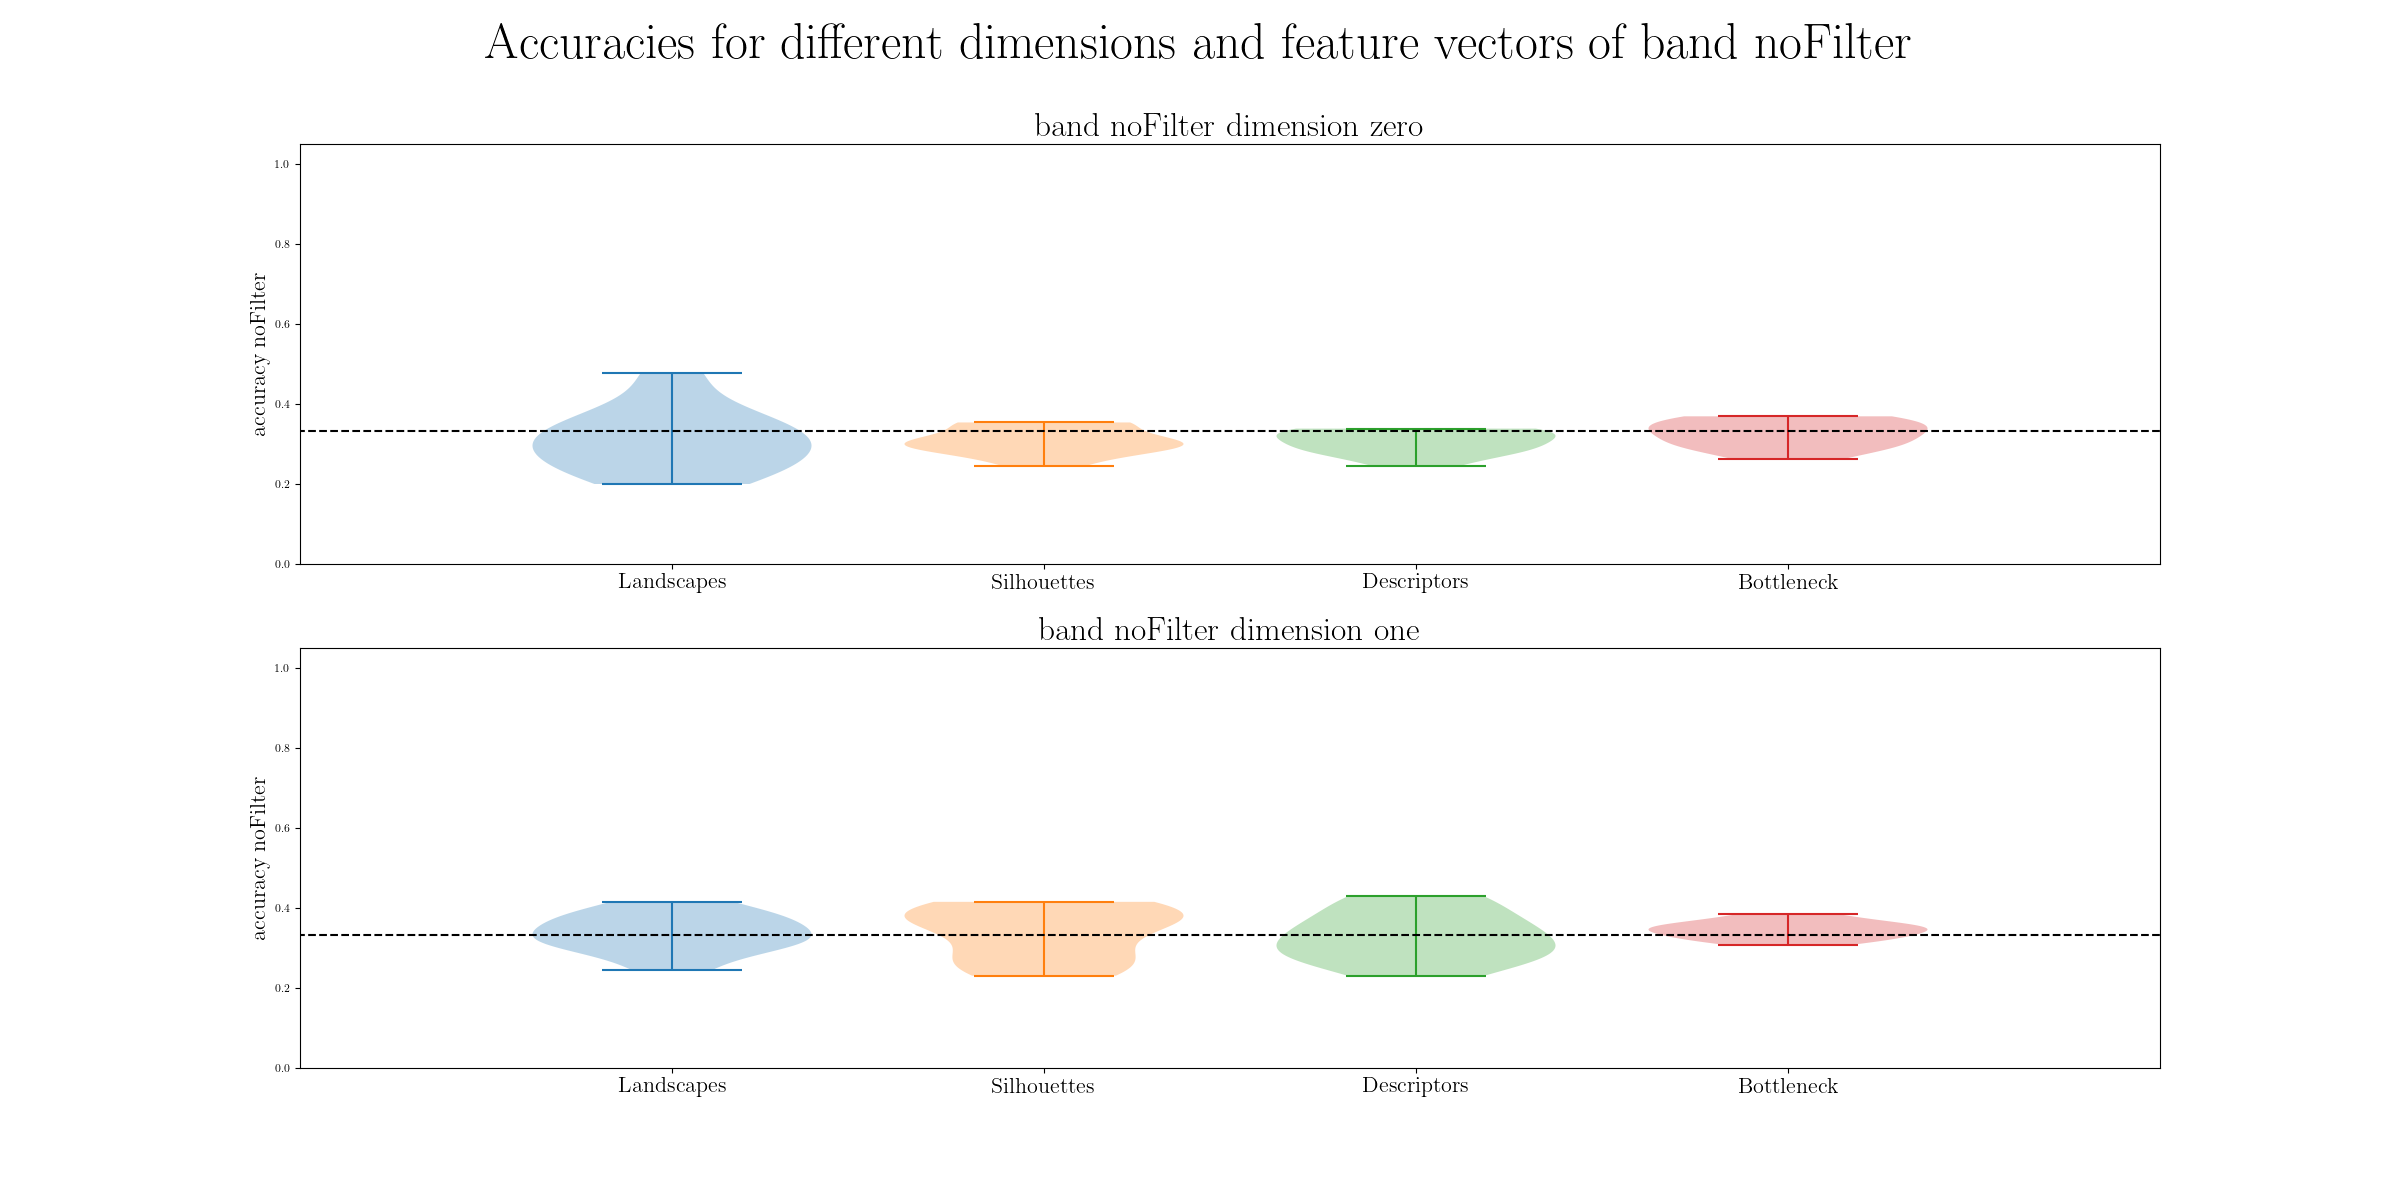 Accuracies for different dimensions and feature vectors of band noFilter
band noFilter dimension zero
accuracy noFilter
1.0
0.8
0.6
0.4
0.2
0.0
Landscapes Silhouettes Descriptors Bottleneck
band noFilter dimension one
accuracy noFilter
1.0
0.8
0.6
0.4
0.2
0.0
Landscapes Silhouettes Descriptors Bottleneck